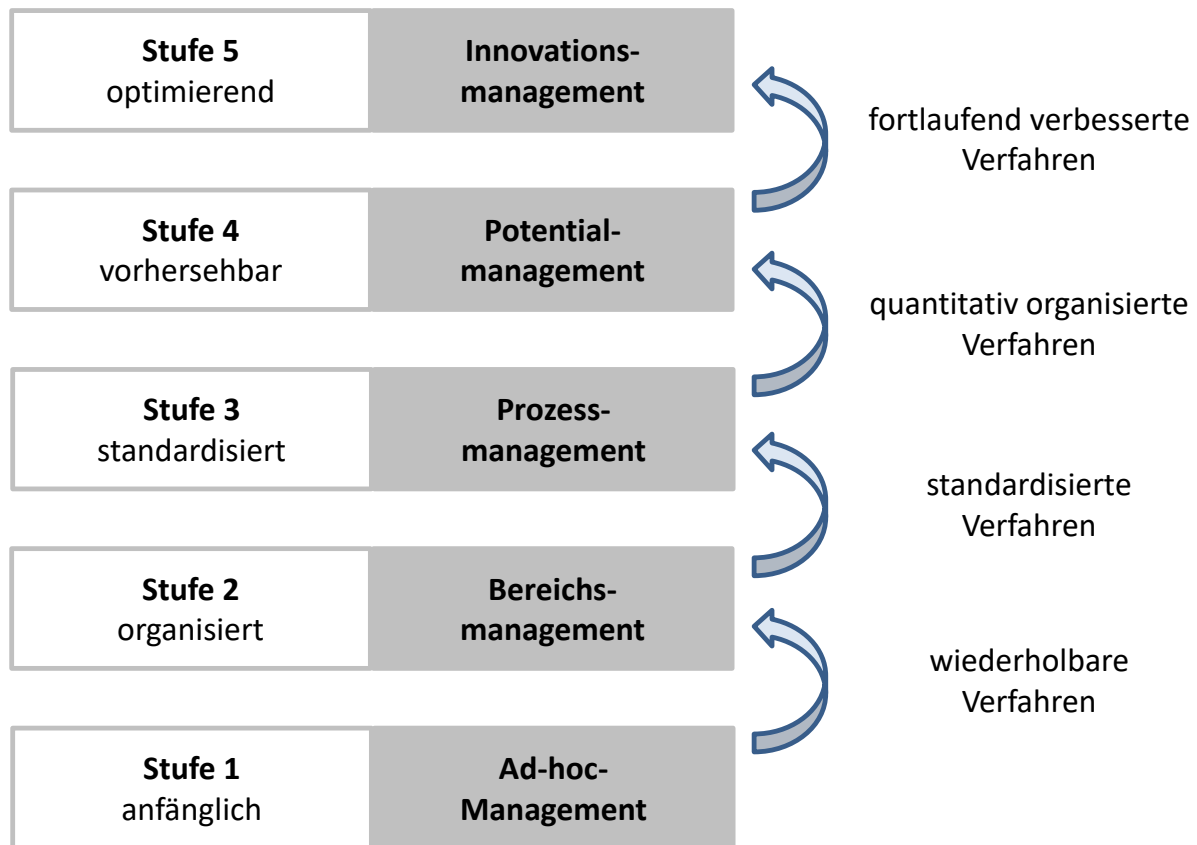 Stufe 5
optimierend
Innovations-
management
fortlaufend verbesserte
Verfahren
Stufe 4
vorhersehbar
Potential-
management
quantitativ organisierte
Verfahren
Stufe 3
standardisiert
Prozess-
management
standardisierte
Verfahren
Stufe 2
organisiert
Bereichs-
management
wiederholbare
Verfahren
Stufe 1
anfänglich
Ad-hoc-
Management